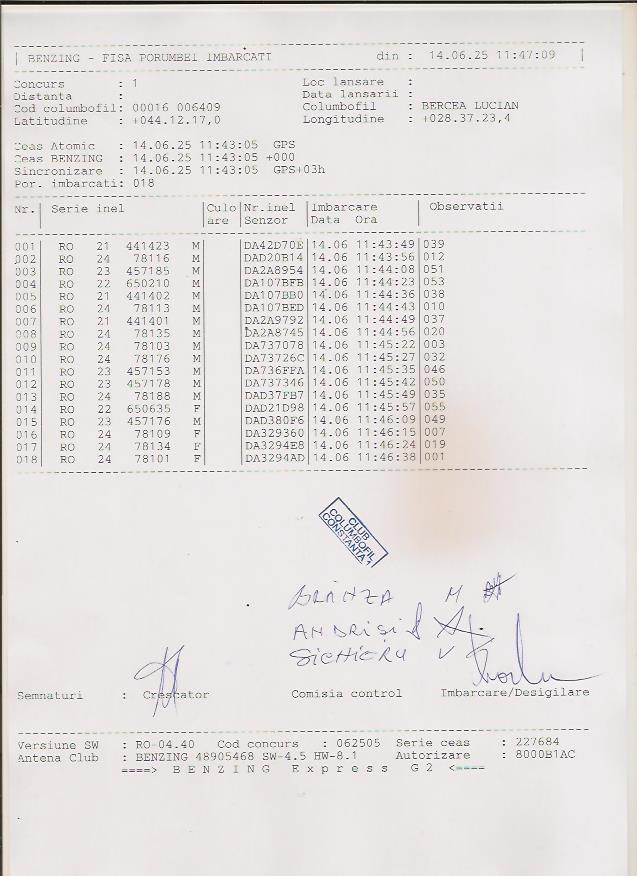 BENZING - FISA PORUMBEI IMBARCATI din : 14.06.25 11:47:09
Concurs : 1 Loc lansare :
Distanta : Data lansarii :
Cod columbofil: 00016 006409 Columbofil : BERCEA LUCIAN
Latitudine : +044.12.17,0 Longitudine : +028.37.23,4
Ceas Atomic : 14.06.25 11:43:05 GPS
Ceas BENZING : 14.06.25 11:43:05 +000
Sincronizare : 14.06.25 11:43:05 GPS+03h
Por. imbarcati: 018
Nr. | Serie inel | Culo | Nr.inel | Imbarcare | Observatii
are | Senzor | Data Ora
001| RO 21 441423 M | |DA42D70E|14.06 11:43:49|039
002| RO 24 78116 M | |DAD20B14|14.06 11:43:56|012
003| RO 23 457185 M | |DA2A8954|14.06 11:44:08|051
004| RO 22 650210 M | |DA107BFB|14.06 11:44:23|053
005| RO 21 441402 M | |DA107BB0|14.06 11:44:36|038
006| RO 24 78113 M | |DA107BED|14.06 11:44:43|010
007| RO 21 441401 M | |DA2A9792|14.06 11:44:49|037
008| RO 24 78135 M | |DA2A8745|14.06 11:44:56|020
009| RO 24 78103 M | |DA737078|14.06 11:45:22|003
010| RO 24 78176 M | |DA73726C|14.06 11:45:27|032
011| RO 23 457153 M | |DA736FFA|14.06 11:45:35|046
012| RO 23 457178 M | |DA737346|14.06 11:45:42|050
013| RO 24 78188 M | |DAD37FB7|14.06 11:45:49|035
014| RO 22 650635 F | |DAD21D98|14.06 11:45:57|055
015| RO 23 457176 M | |DAD380F6|14.06 11:46:09|049
016| RO 24 78109 F | |DA329360|14.06 11:46:15|007
017| RO 24 78134 F | |DA3294E8|14.06 11:46:24|019
018| RO 24 78101 F | |DA3294AD|14.06 11:46:38|001
CLUB
COLUMBOFIL
CONSTANTA 1
BRÂNZA M
ANDRISI
SICHIERU V
Semnaturi : Crescator Comisia control Imbarcare/Desigilare
Versiune SW : RO-04.40 Cod concurs : 062505 Serie ceas : 227684
Antena Club : BENZING 48905468 SW-4.5 HW-8.1 Autorizare : 8000B1AC
====> B E N Z I N G E x p r e s s G 2 <====